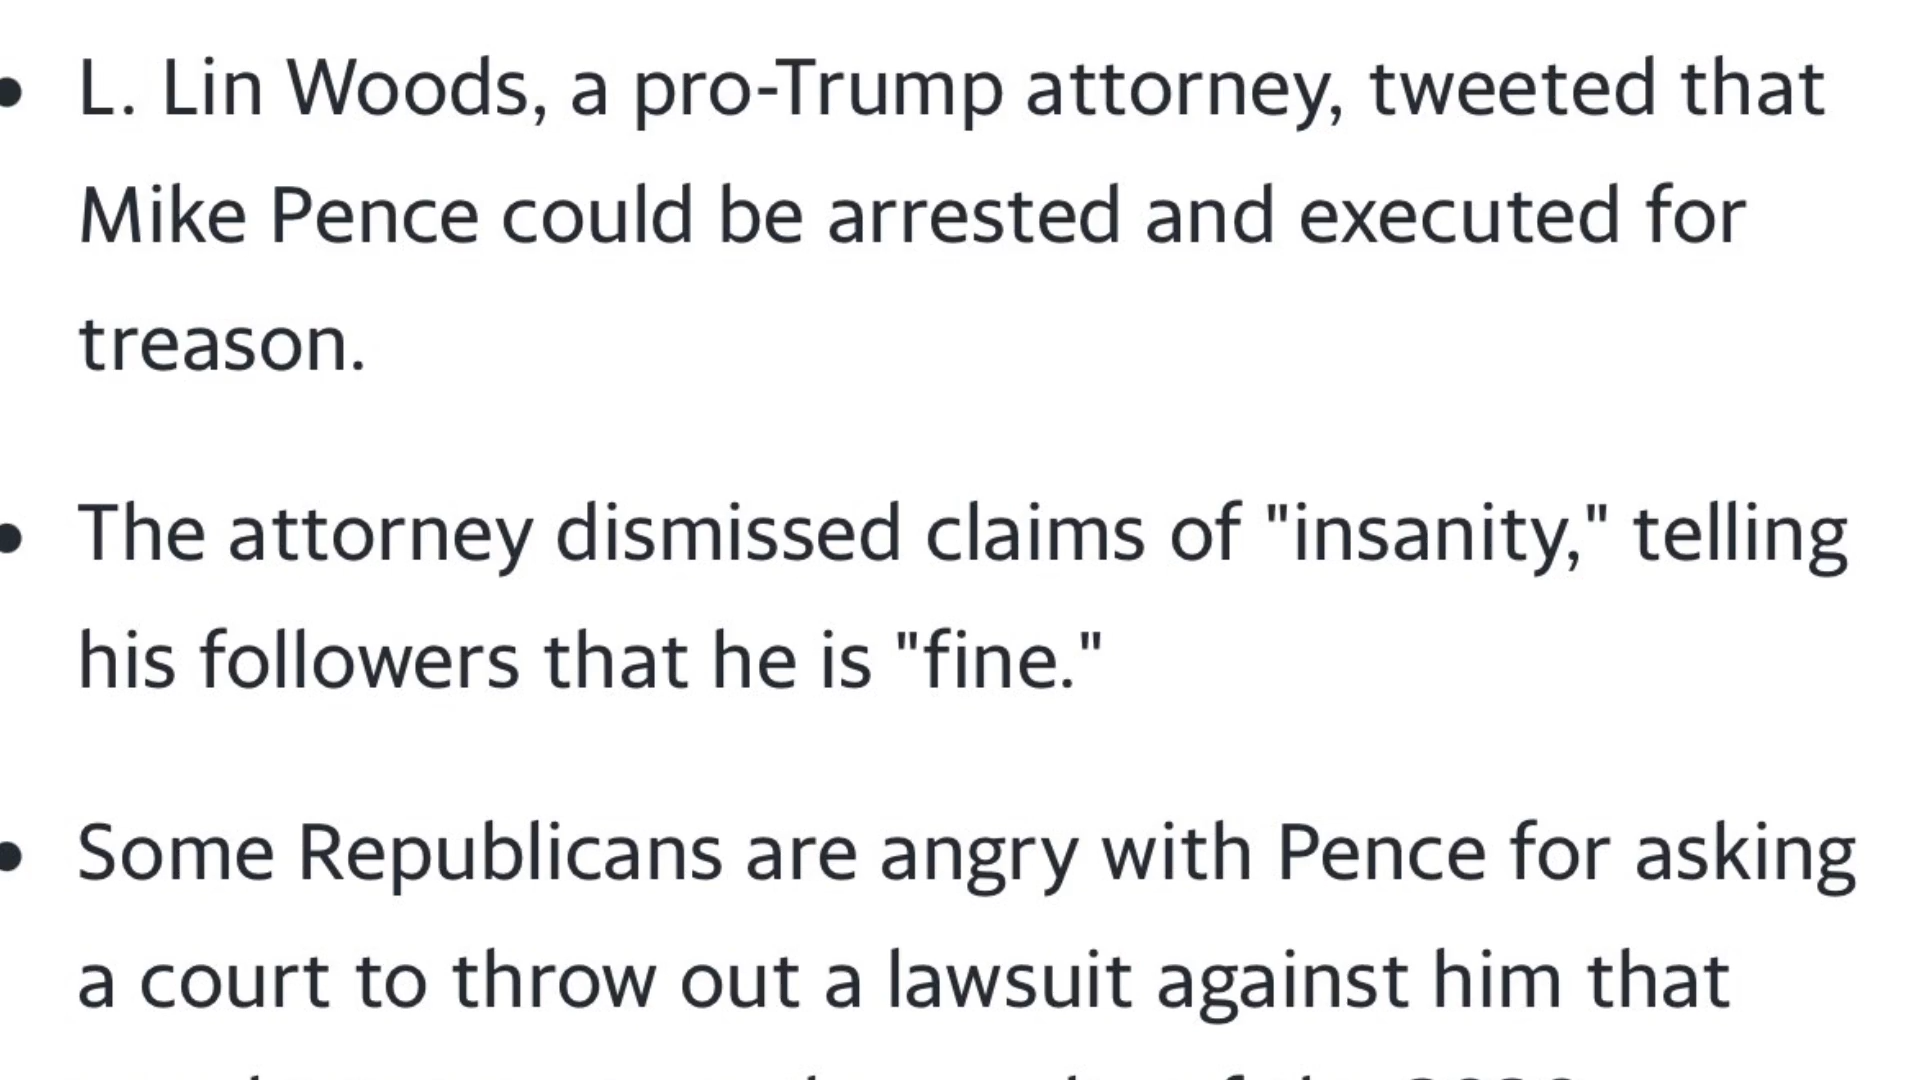 • L. Lin Woods, a pro-Trump attorney, tweeted that
Mike Pence could be arrested and executed for
treason.
• The attorney dismissed claims of "insanity," telling
his followers that he is "fine."
• Some Republicans are angry with Pence for asking
a court to throw out a lawsuit against him that